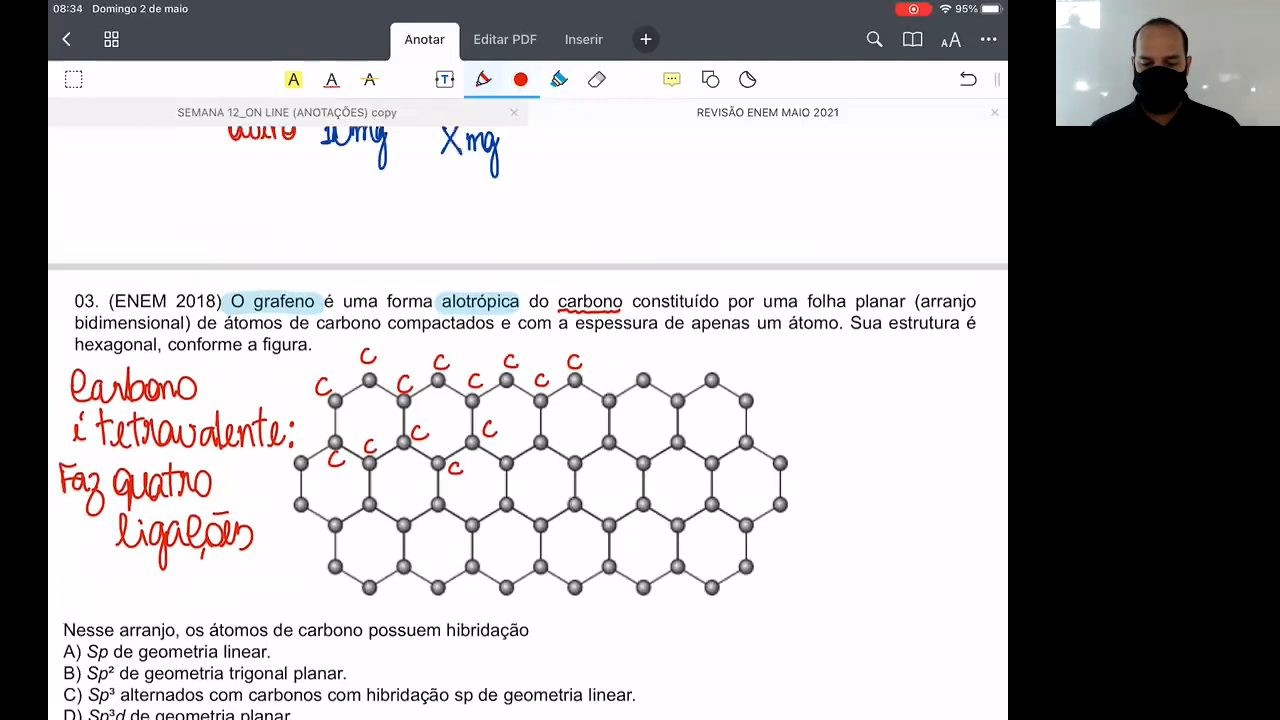 08:34 Domingo 2 de maio
95%
Anotar
Editar PDF
Inserir
+
AA
A A A T
SEMANA 12_ON LINE (ANOTAÇÕES) copy
×
REVISÃO ENEM MAIO 2021
×
10mg Xmg
03. (ENEM 2018) O grafeno é uma forma alotrópica do carbono constituído por uma folha planar (arranjo
bidimensional) de átomos de carbono compactados e com a espessura de apenas um átomo. Sua estrutura é
hexagonal, conforme a figura.
C C C C
C C C C
Carbono
é tetravalente:
C C
C C C
Faz quatro
ligações
Nesse arranjo, os átomos de carbono possuem hibridação
A) Sp de geometria linear.
B) Sp² de geometria trigonal planar.
C) Sp³ alternados com carbonos com hibridação sp de geometria linear.
D) Sp³d de geometria planar.